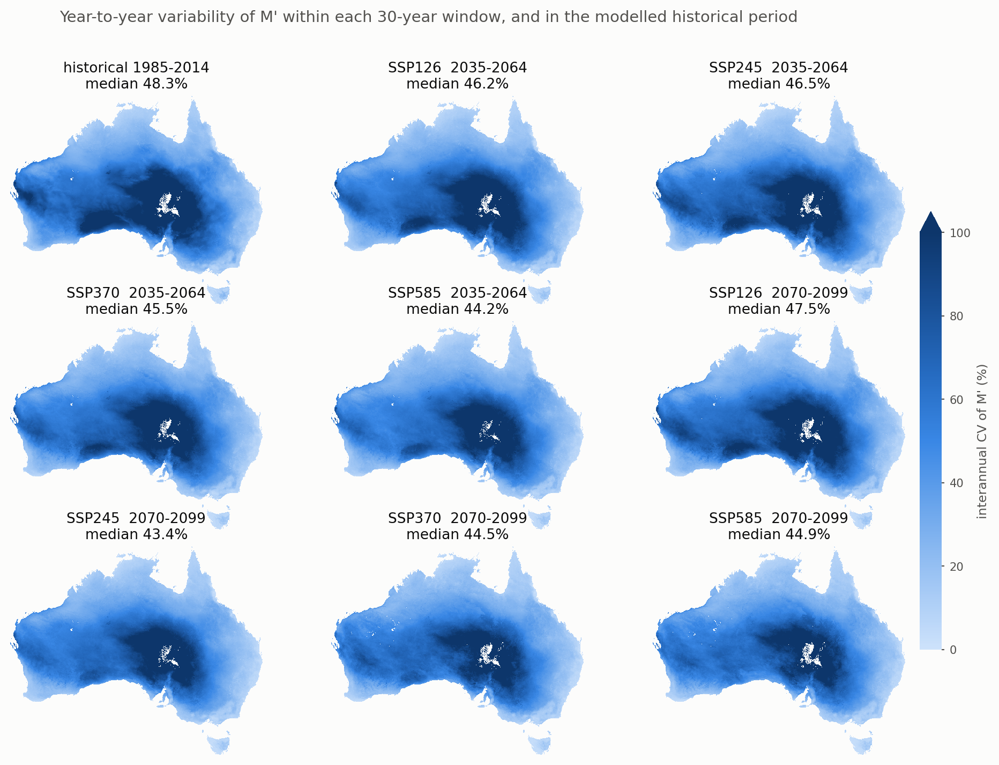 Year-to-year variability of M' within each 30-year window, and in the modelled historical period
historical 1985-2014
median 48.3%
SSP126  2035-2064
median 46.2%
SSP245  2035-2064
median 46.5%
SSP370  2035-2064
median 45.5%
SSP585  2035-2064
median 44.2%
SSP126  2070-2099
median 47.5%
SSP245  2070-2099
median 43.4%
SSP370  2070-2099
median 44.5%
SSP585  2070-2099
median 44.9%
100
80
60
40
20
0
interannual CV of M' (%)